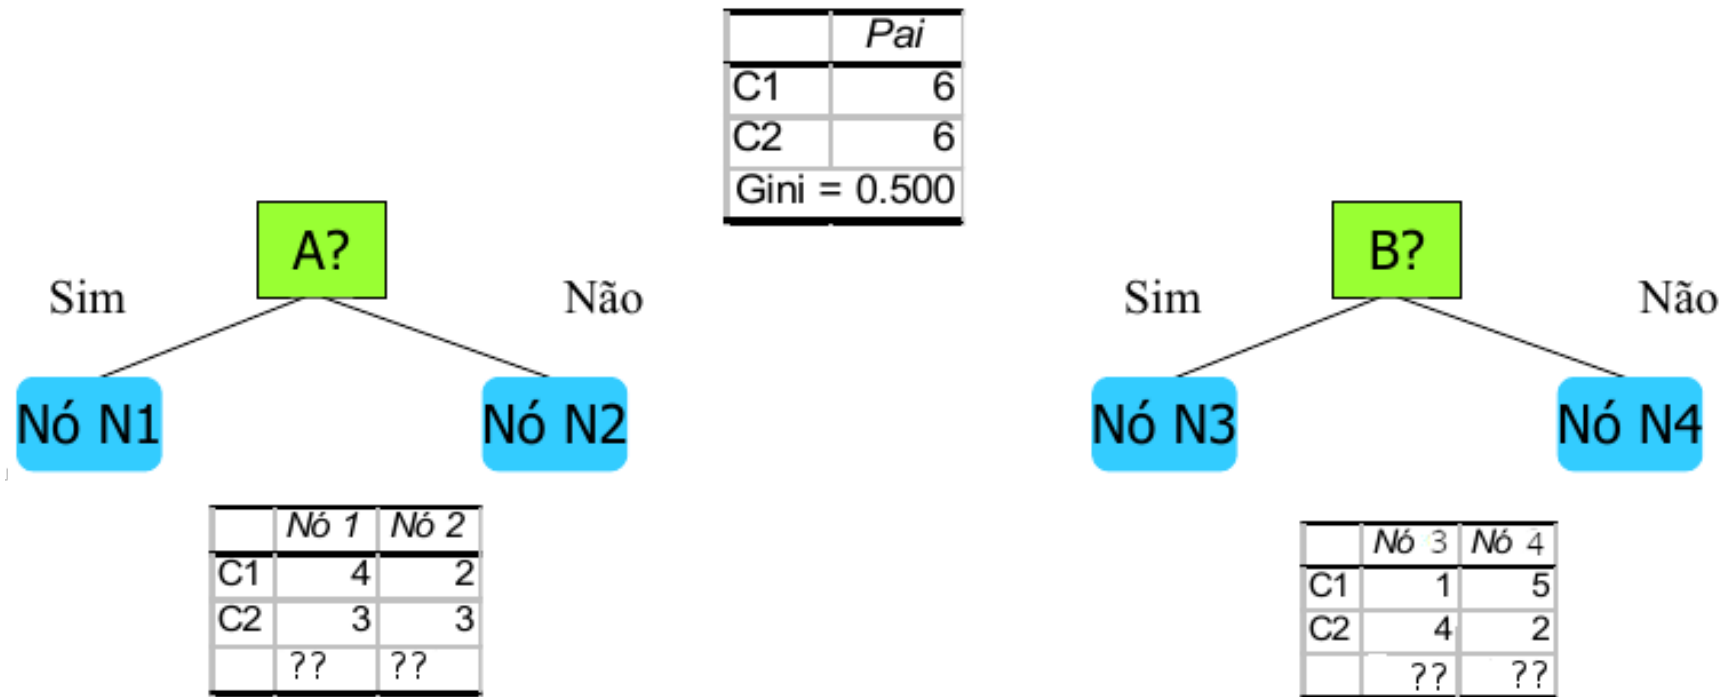 Pai
C1 6
C2 6
Gini = 0.500
A?
Sim Não
Nó N1 Nó N2
Nó 1 Nó 2
C1 4 2
C2 3 3
?? ??
B?
Sim Não
Nó N3 Nó N4
Nó 3 Nó 4
C1 1 5
C2 4 2
?? ??